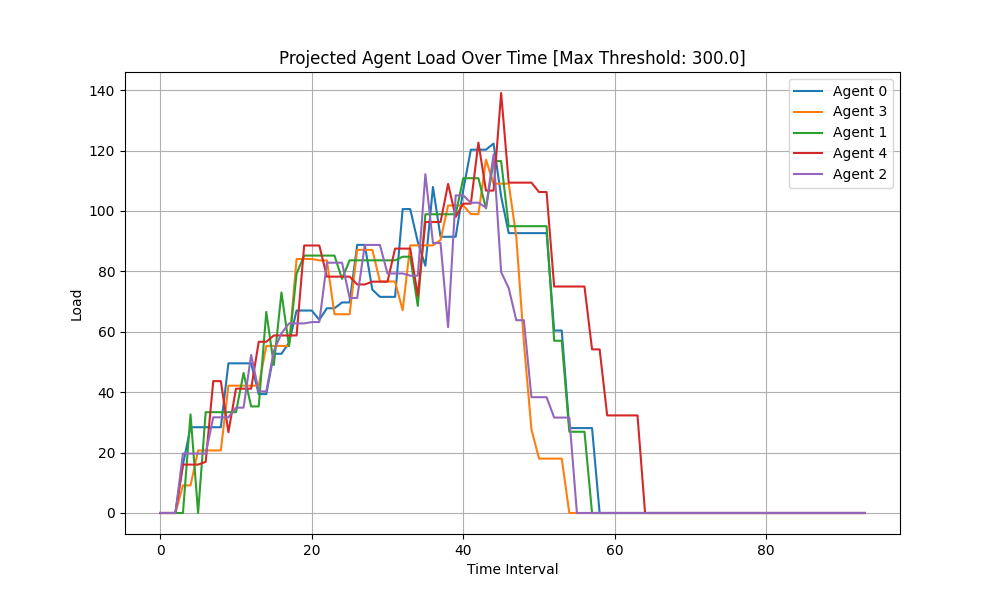 Projected Agent Load Over Time [Max Threshold: 300.0]
Agent 0
Agent 3
Agent 1
Agent 4
Agent 2
Load
140
120
100
80
60
40
20
0
0 20 40 60 80
Time Interval